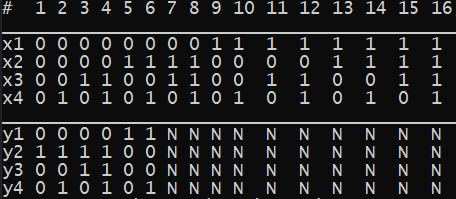 # 1 2 3 4 5 6 7 8 9 10 11 12 13 14 15 16
x1 0 0 0 0 0 0 0 0 1 1 1 1 1 1 1 1
x2 0 0 0 0 1 1 1 1 0 0 0 0 1 1 1 1
x3 0 0 1 1 0 0 1 1 0 0 1 1 0 0 1 1
x4 0 1 0 1 0 1 0 1 0 1 0 1 0 1 0 1
y1 0 0 0 0 1 1 N N N N N N N N N N
y2 1 1 1 1 0 0 N N N N N N N N N N
y3 0 0 1 1 0 0 N N N N N N N N N N
y4 0 1 0 1 0 1 N N N N N N N N N N